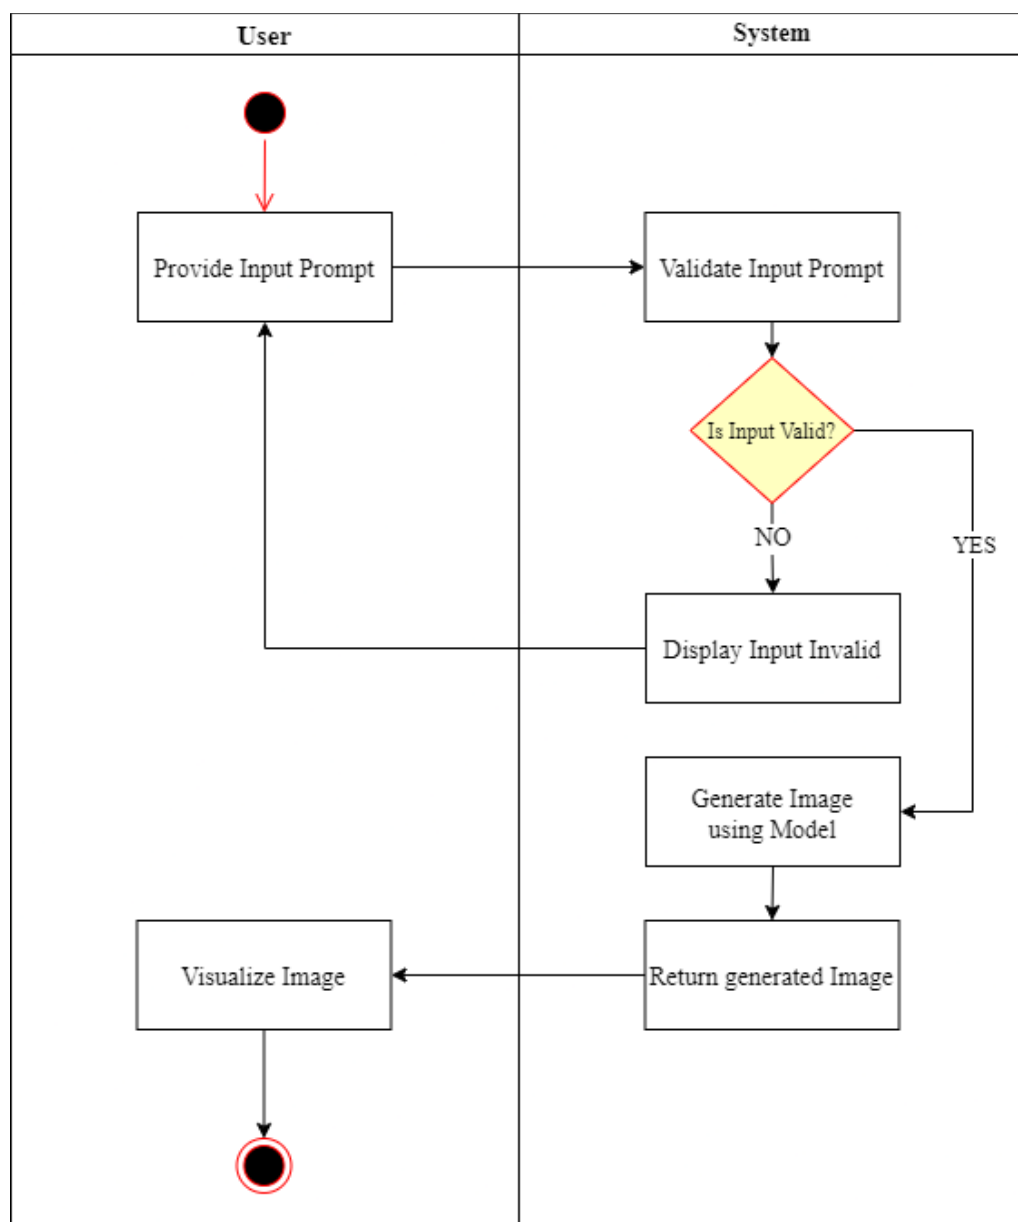 User
System
Provide Input Prompt
Validate Input Prompt
Is Input Valid?
NO
YES
Display Input Invalid
Generate Image
using Model
Visualize Image
Return generated Image